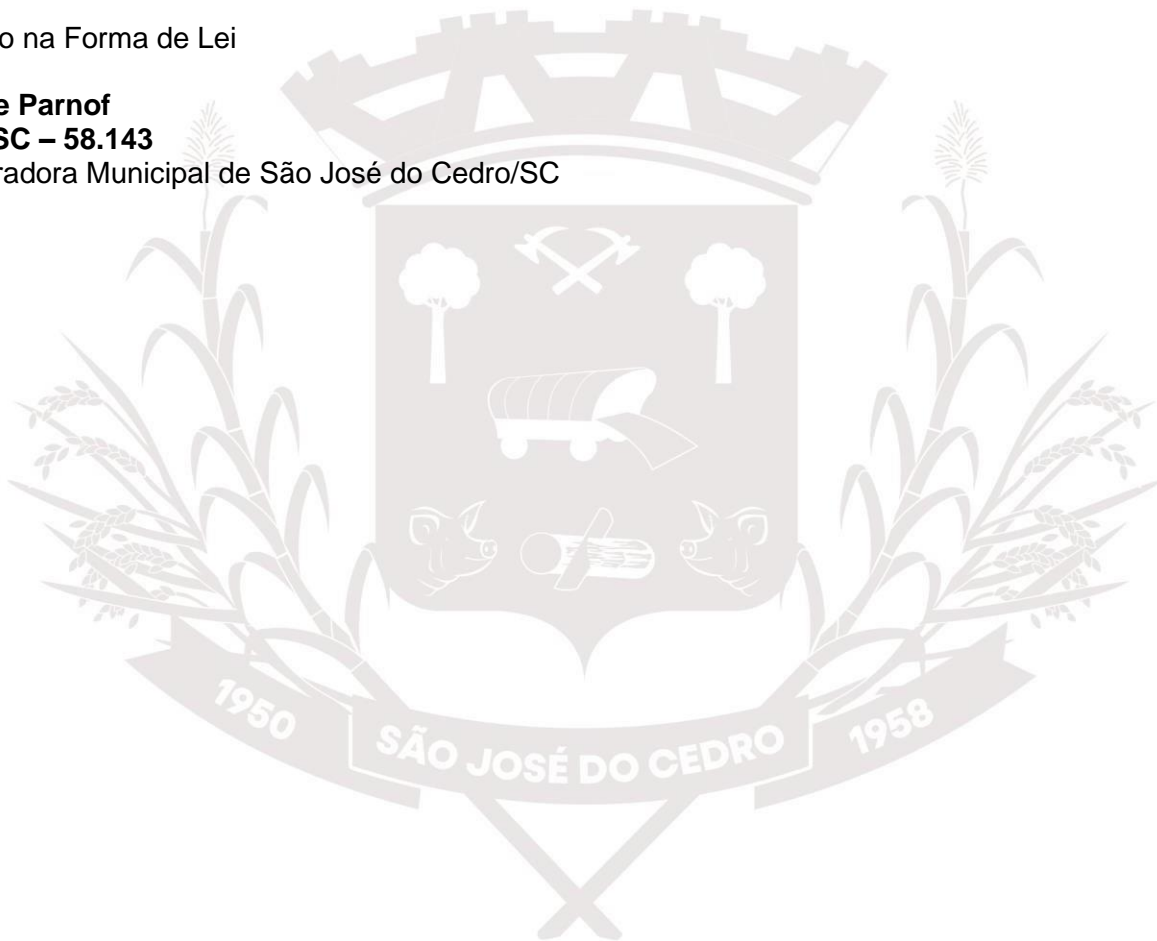 o na Forma de Lei
e Parnof
SC – 58.143
radora Municipal de São José do Cedro/SC
1950
SÃO JOSÉ DO CEDRO
1958